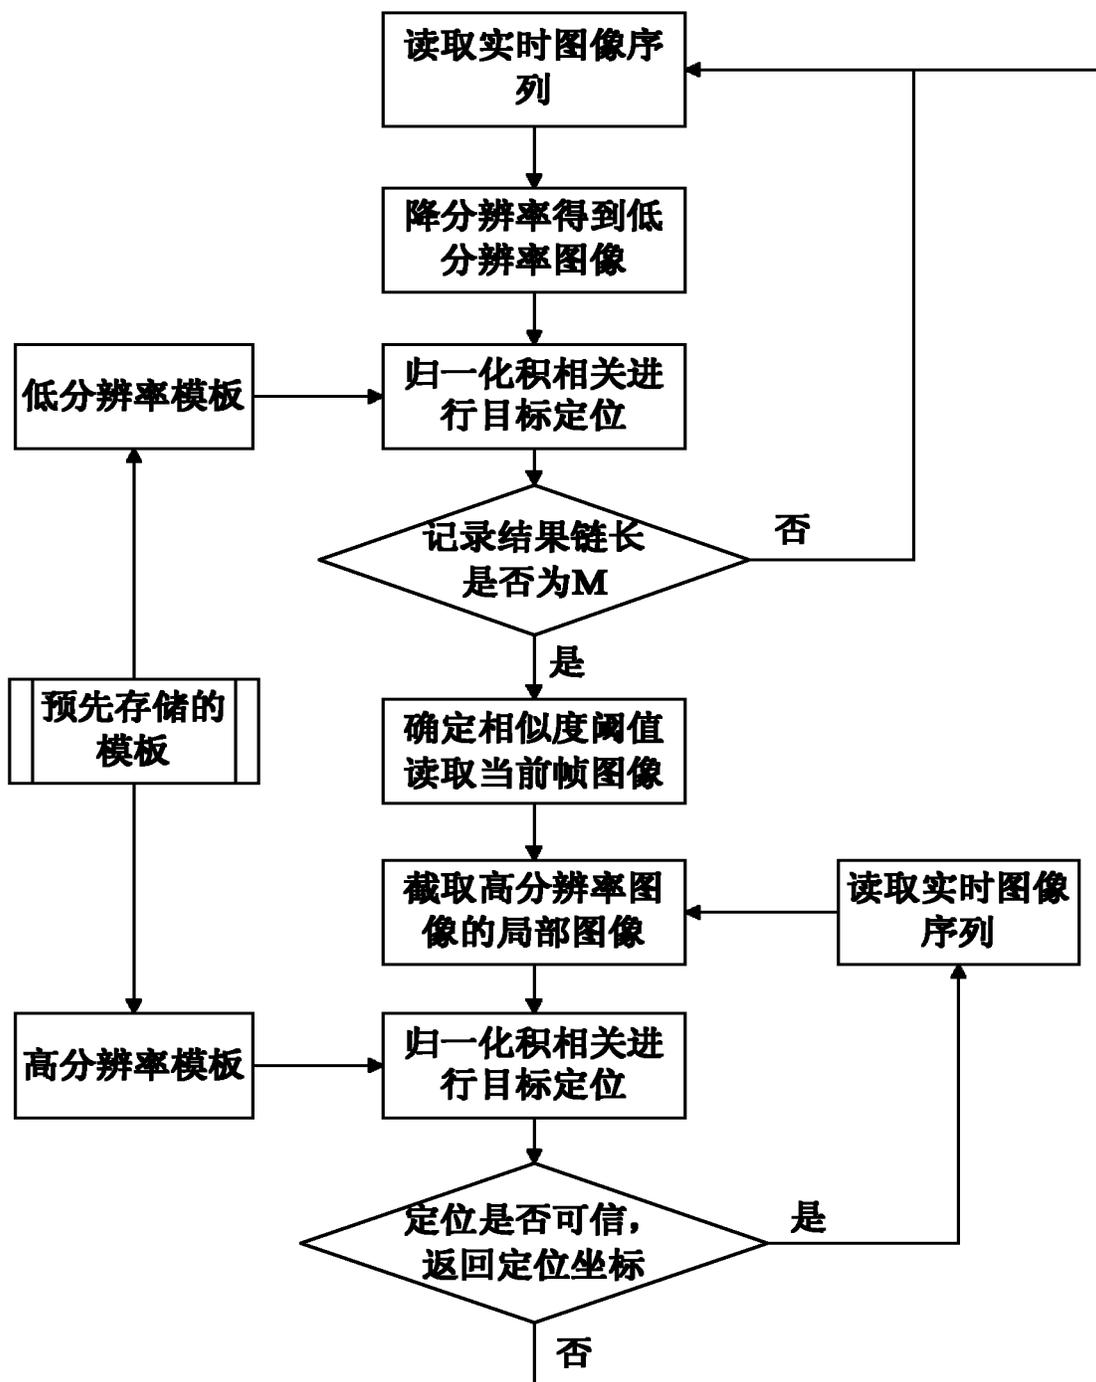 读取实时图像序
列
降分辨率得到低
分辨率图像
低分辨率模板
归一化积相关进
行目标定位
记录结果链长
是否为M
否
是
预先存储的
模板
确定相似度阈值
读取当前帧图像
截取高分辨率图
像的局部图像
读取实时图像
序列
高分辨率模板
归一化积相关进
行目标定位
定位是否可信，
返回定位坐标
是
否